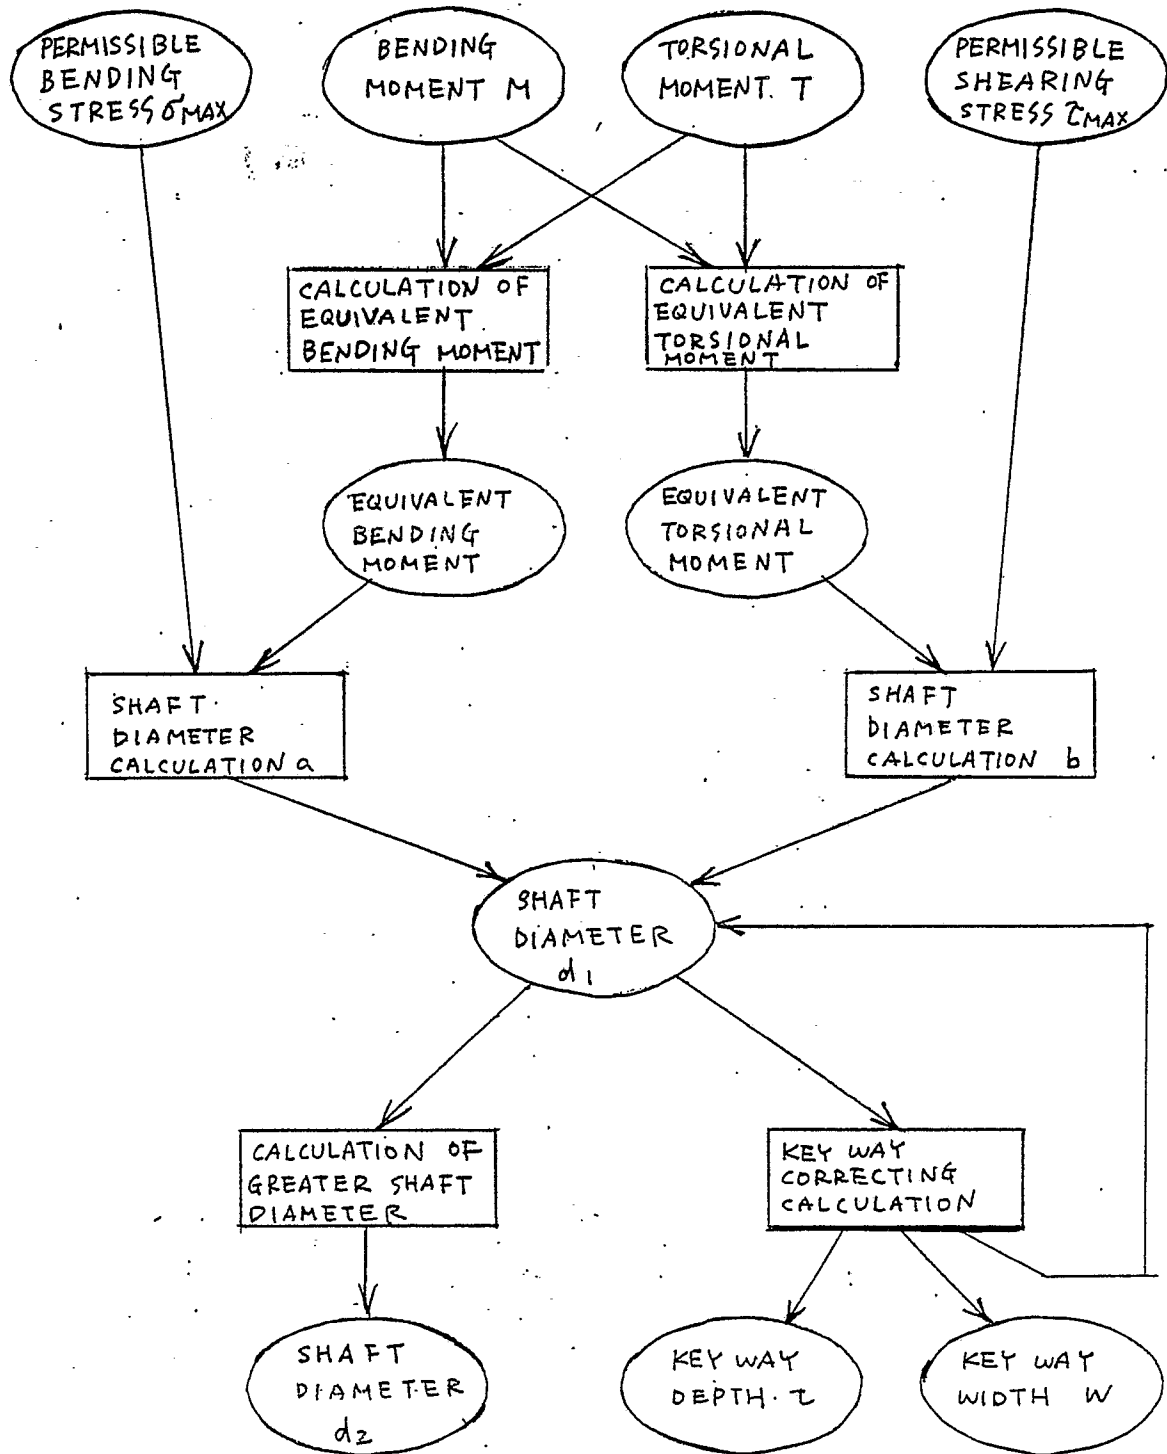 PERMISSIBLE
BENDING
STRESS σMAX
BENDING
MOMENT M
TORSIONAL
MOMENT. T
PERMISSIBLE
SHEARING
STRESS τMAX
CALCULATION OF
EQUIVALENT
BENDING MOMENT
CALCULATION OF
EQUIVALENT
TORSIONAL
MOMENT
EQUIVALENT
BENDING
MOMENT
EQUIVALENT
TORSIONAL
MOMENT
SHAFT
DIAMETER
CALCULATION a
SHAFT
DIAMETER
CALCULATION b
SHAFT
DIAMETER
d1
CALCULATION OF
GREATER SHAFT
DIAMETER
KEY WAY
CORRECTING
CALCULATION
SHAFT
DIAMETER
d2
KEY WAY
DEPTH τ
KEY WAY
WIDTH W